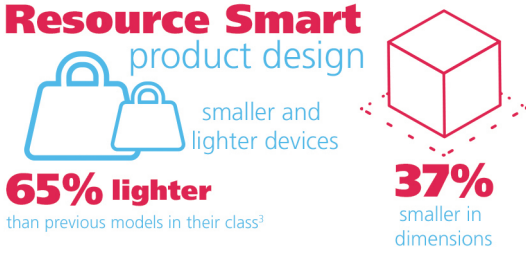 Resource Smart
product design
smaller and
lighter devices
65% lighter
than previous models in their class³
37%
smaller in
dimensions